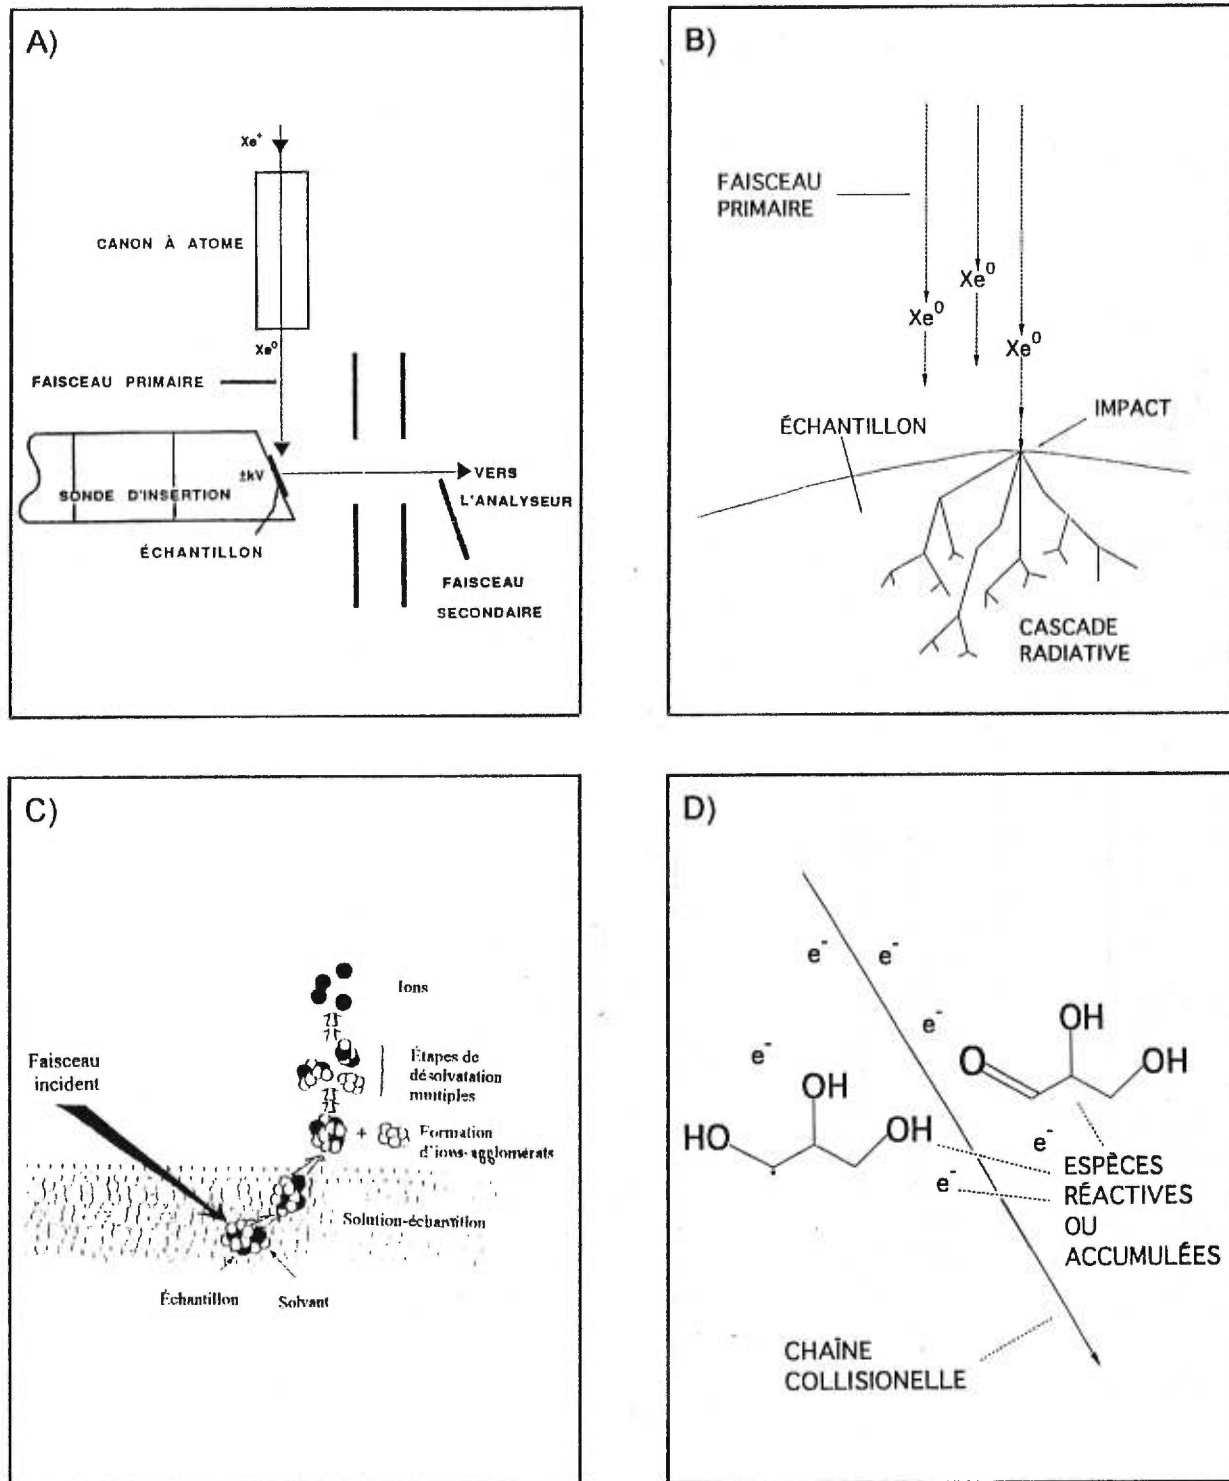 A)
Xe⁺
CANON À ATOME
Xe⁰
FAISCEAU PRIMAIRE
±kV
SONDE D'INSERTION
VERS
L'ANALYSEUR
ÉCHANTILLON
FAISCEAU
SECONDAIRE
B)
FAISCEAU
PRIMAIRE
Xe⁰
Xe⁰
Xe⁰
IMPACT
ÉCHANTILLON
CASCADE
RADIATIVE
C)
Ions
Faisceau
incident
Étapes de
désolvatation
multiples
+
Formation
d'ions-agglomérats
Solution-échantillon
Échantillon
Solvant
D)
e⁻
e⁻
e⁻
e⁻
OH
O
OH
OH
HO
OH
e⁻
e⁻
ESPÈCES
RÉACTIVES
OU
ACCUMULÉES
CHAÎNE
COLLISIONELLE